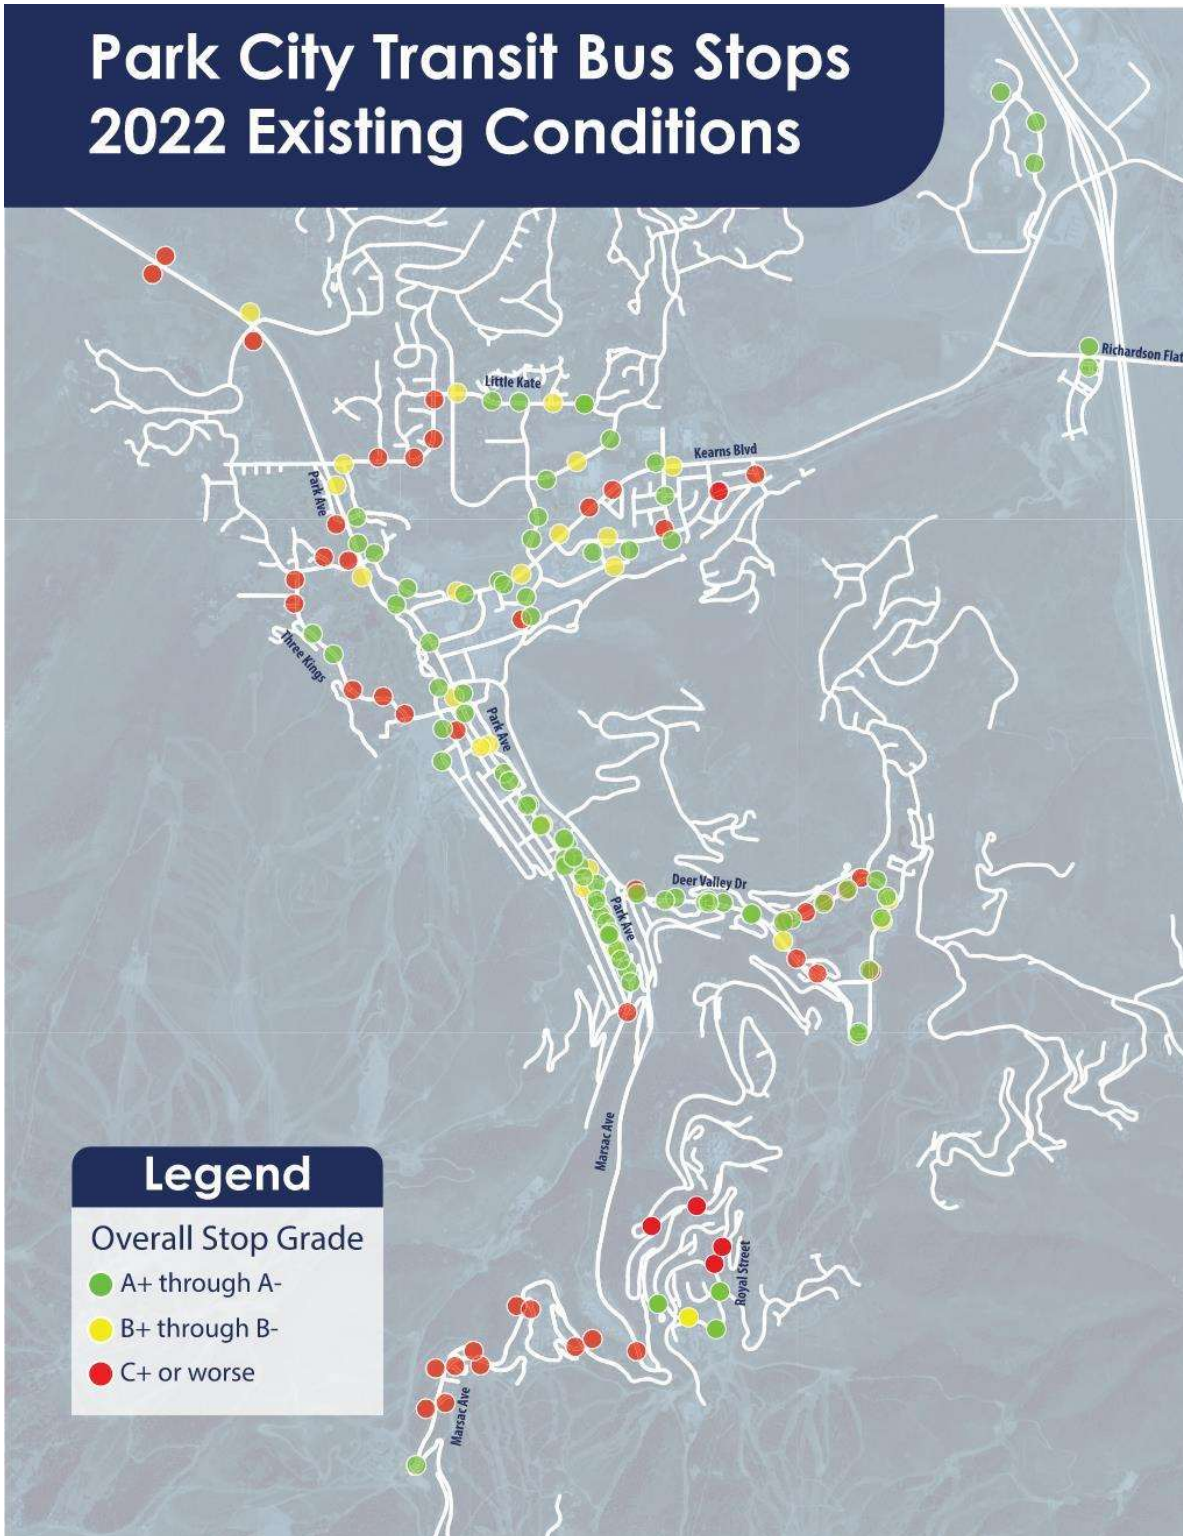 Park City Transit Bus Stops
2022 Existing Conditions
Richardson Flat
Little Kate
Kearns Blvd
Park Ave
Three Kings
Park Ave
Deer Valley Dr
Park Ave
Marsac Ave
Royal Street
Marsac Ave
Legend
Overall Stop Grade
A+ through A-
B+ through B-
C+ or worse